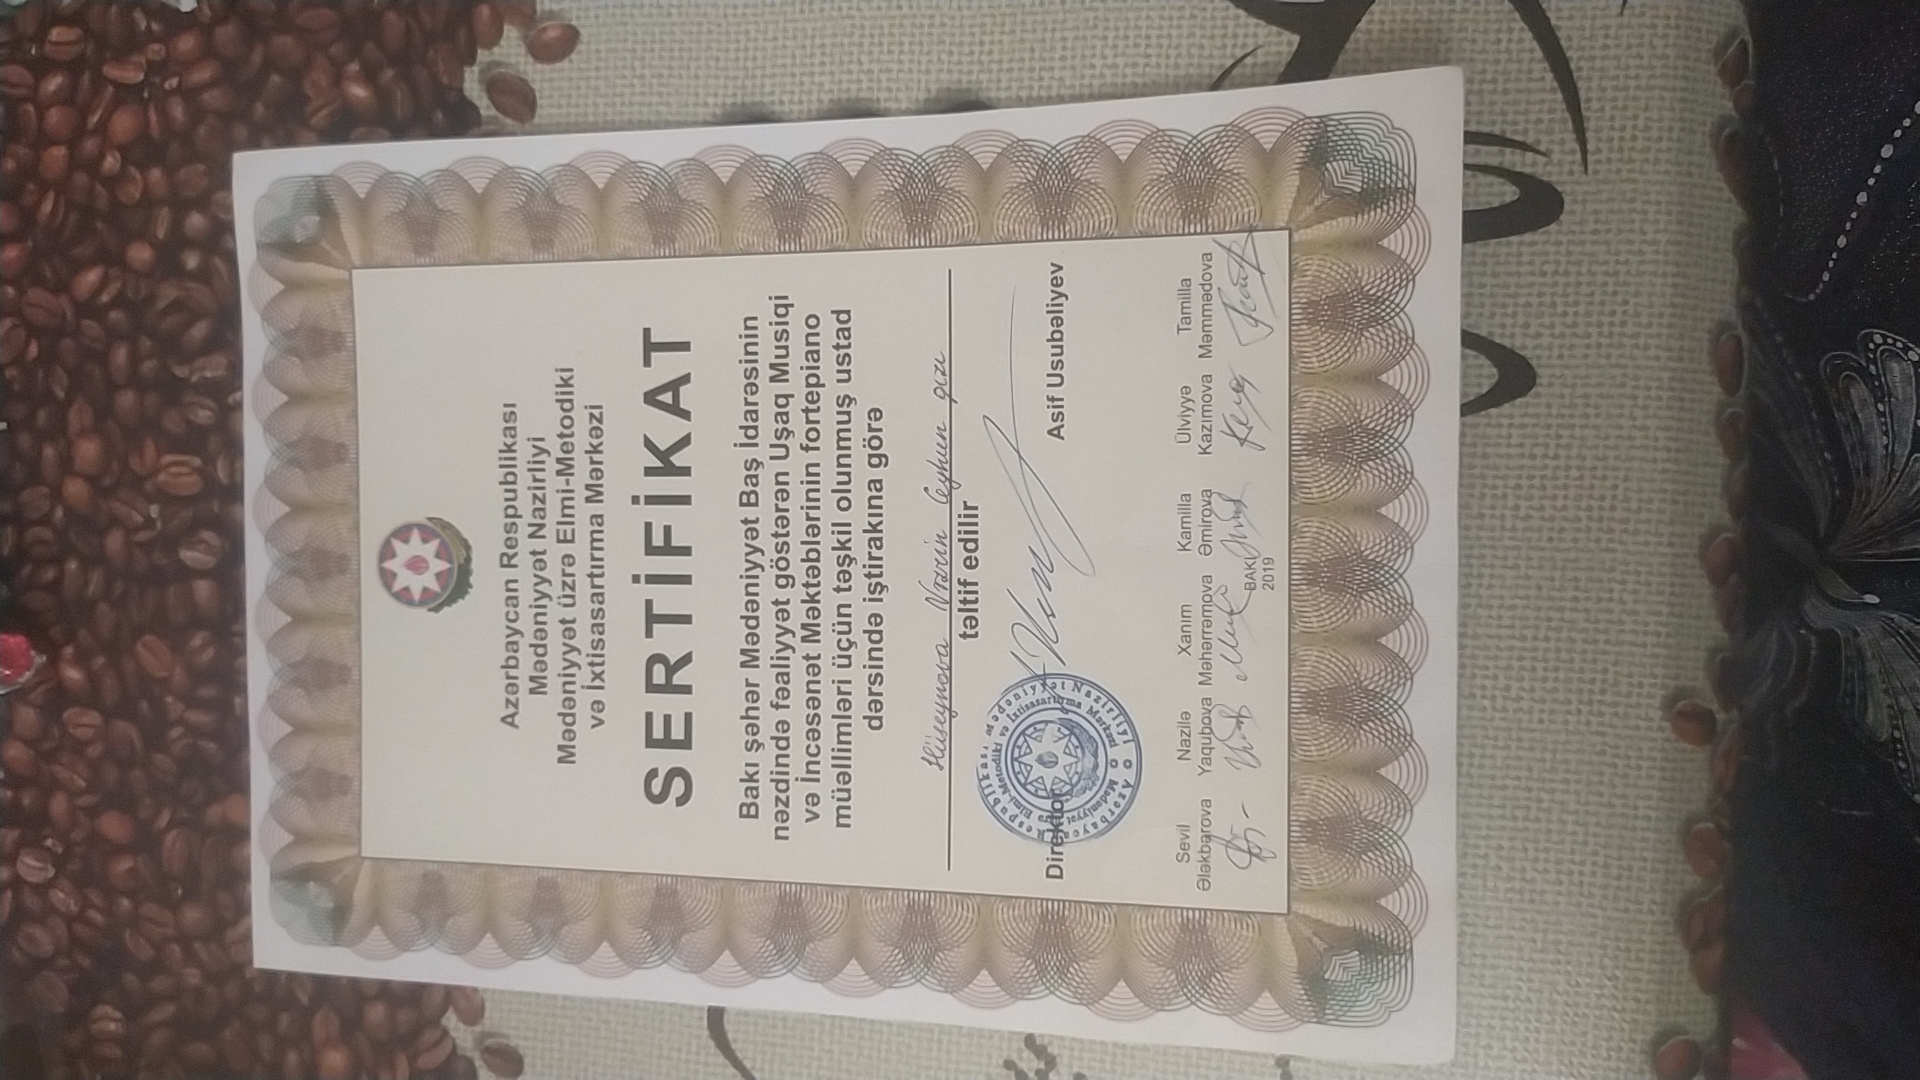 Azərbaycan Respublikası
Mədəniyyət Nazirliyi
Mədəniyyət üzrə Elmi-Metodiki
və İxtisasartırma Mərkəzi
SERTİFİKAT
Bakı şəhər Mədəniyyət Baş İdarəsinin
nəzdində fəaliyyət göstərən Uşaq Musiqi
və İncəsənət Məktəblərinin fortepiano
müəllimləri üçün təşkil olunmuş ustad
dərsində iştirakına görə
Hüseynova Nərmin Ceyhun qızı
təltif edilir
Direktor Asif Usubəliyev
Sevil Nazilə Xanım Kamilla Ülviyyə Tamilla
Ələkbərova Yaqubova Məhərrəmova Əmirova Kazımova Məmmədova
BAKI
2019